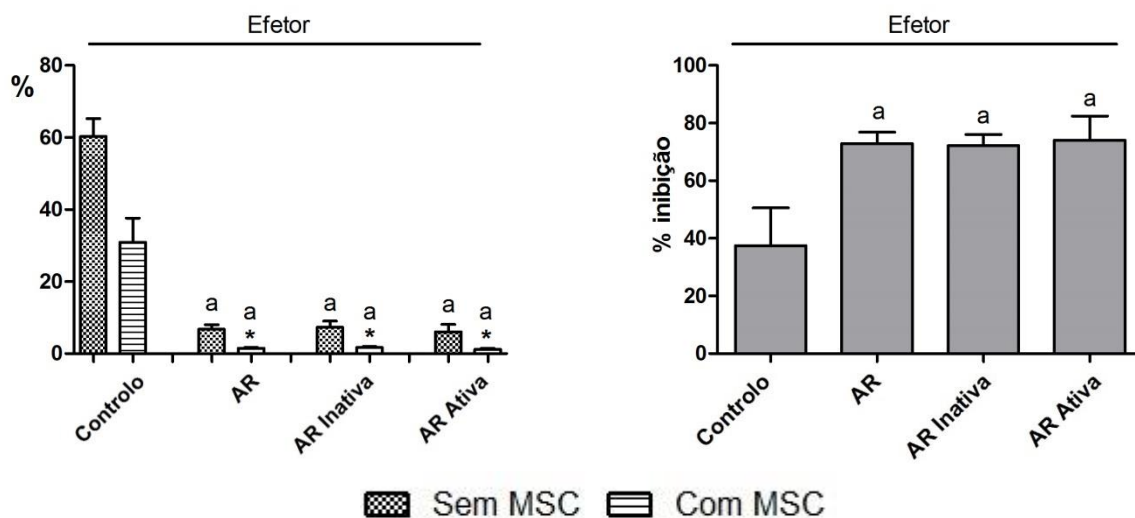 Efetor
%
80
60
40
20
0
a a a a a a
* * *
Controlo
AR
AR Inativa
AR Ativa
Efetor
% inibição
100
80
60
40
20
0
a a a
Controlo
AR
AR Inativa
AR Ativa
Sem MSC Com MSC